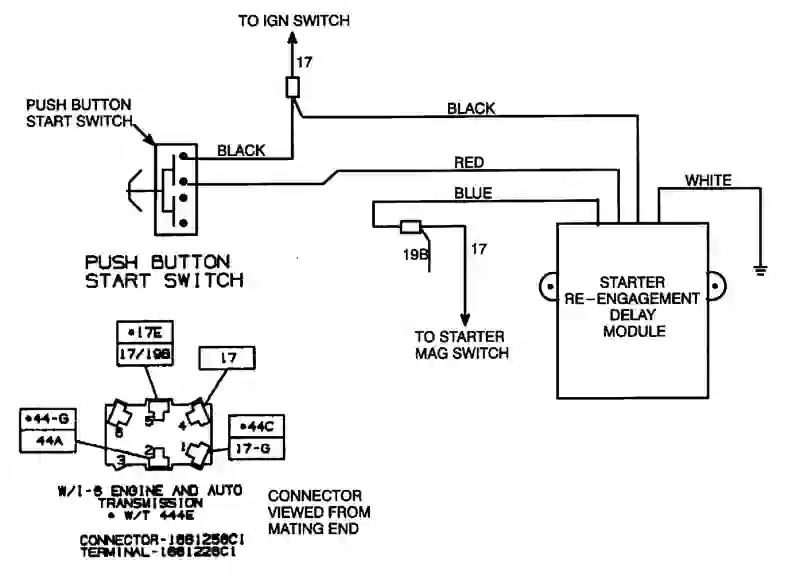 TO IGN SWITCH
17
PUSH BUTTON
START SWITCH
BLACK
BLACK
RED
BLUE
WHITE
19B
17
TO STARTER
MAG SWITCH
STARTER
RE-ENGAGEMENT
DELAY
MODULE
PUSH BUTTON
START SWITCH
*17E
17/19B
17
*44-G
44A
*44C
17-G
6
5
4
3
2
1
W/I-6 ENGINE AND AUTO
TRANSMISSION
* W/T 444E
CONNECTOR-1661256C1
TERMINAL-1661226C1
CONNECTOR
VIEWED FROM
MATING END